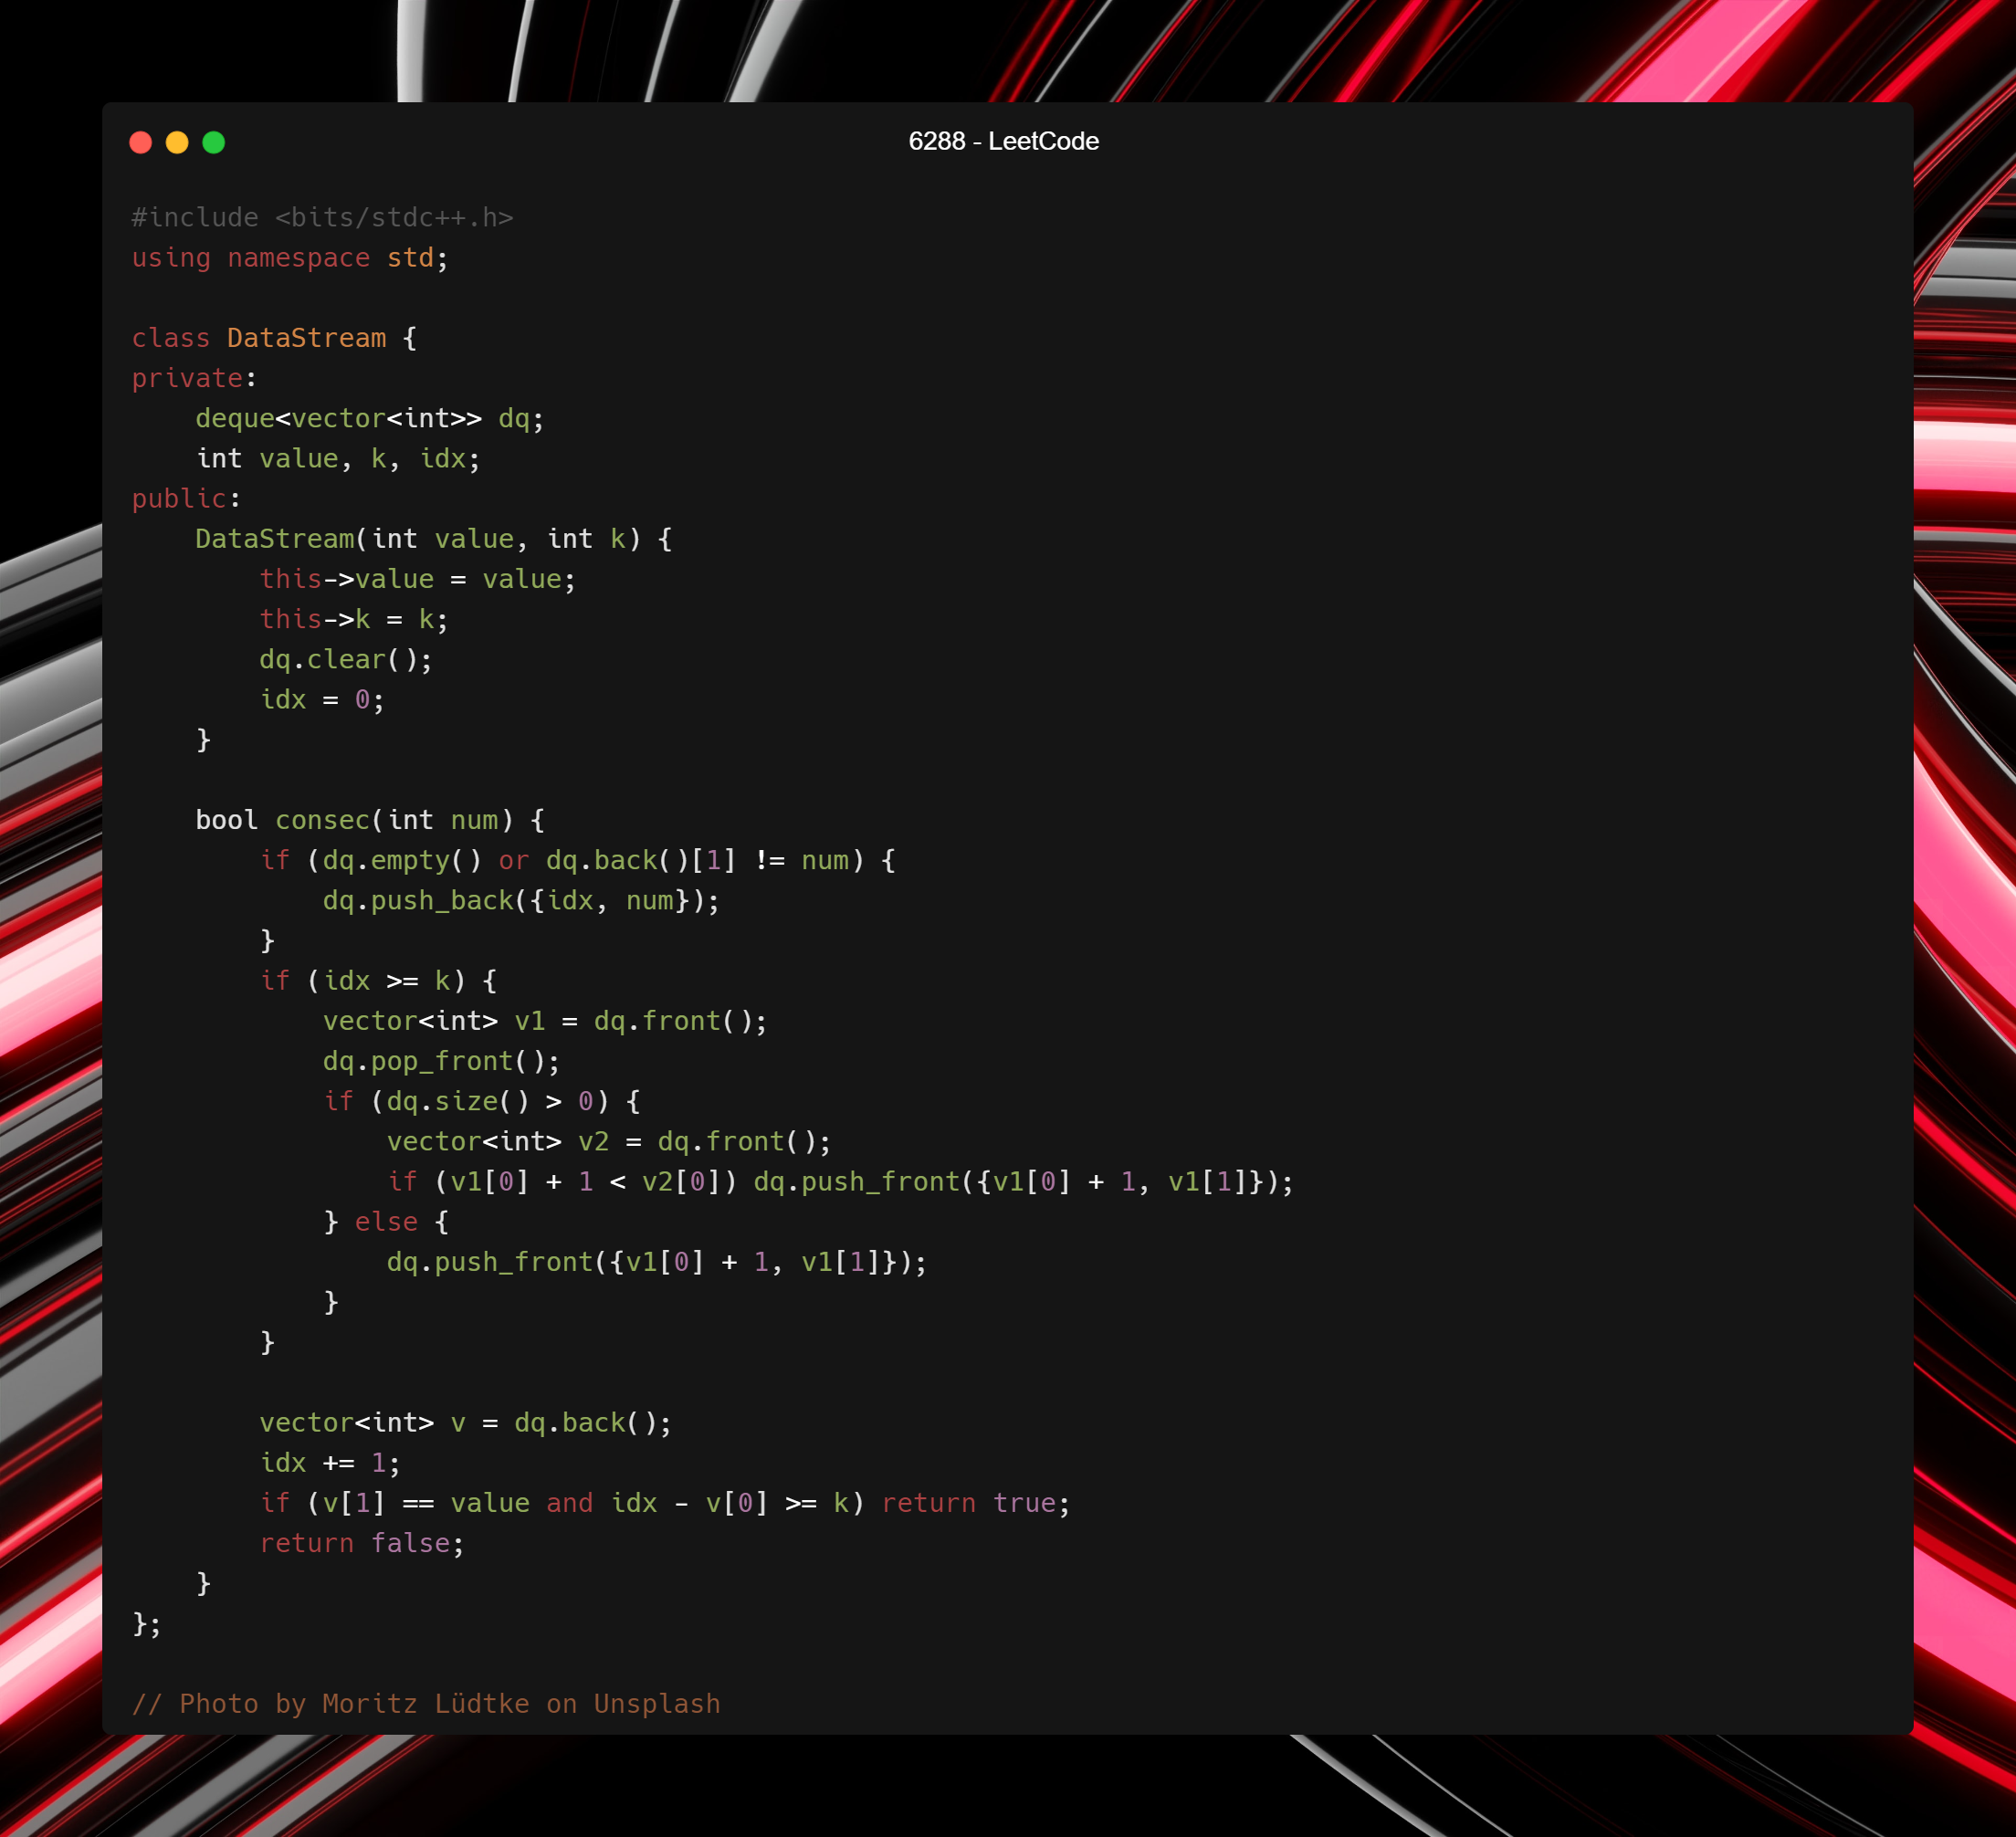 6288 - LeetCode
#include <bits/stdc++.h>
using namespace std;
class DataStream {
private:
    deque<vector<int>> dq;
    int value, k, idx;
public:
    DataStream(int value, int k) {
        this->value = value;
        this->k = k;
        dq.clear();
        idx = 0;
    }
    bool consec(int num) {
        if (dq.empty() or dq.back()[1] != num) {
            dq.push_back({idx, num});
        }
        if (idx >= k) {
            vector<int> v1 = dq.front();
            dq.pop_front();
            if (dq.size() > 0) {
                vector<int> v2 = dq.front();
                if (v1[0] + 1 < v2[0]) dq.push_front({v1[0] + 1, v1[1]});
            } else {
                dq.push_front({v1[0] + 1, v1[1]});
            }
        }
        vector<int> v = dq.back();
        idx += 1;
        if (v[1] == value and idx - v[0] >= k) return true;
        return false;
    }
};
// Photo by Moritz Lüdtke on Unsplash